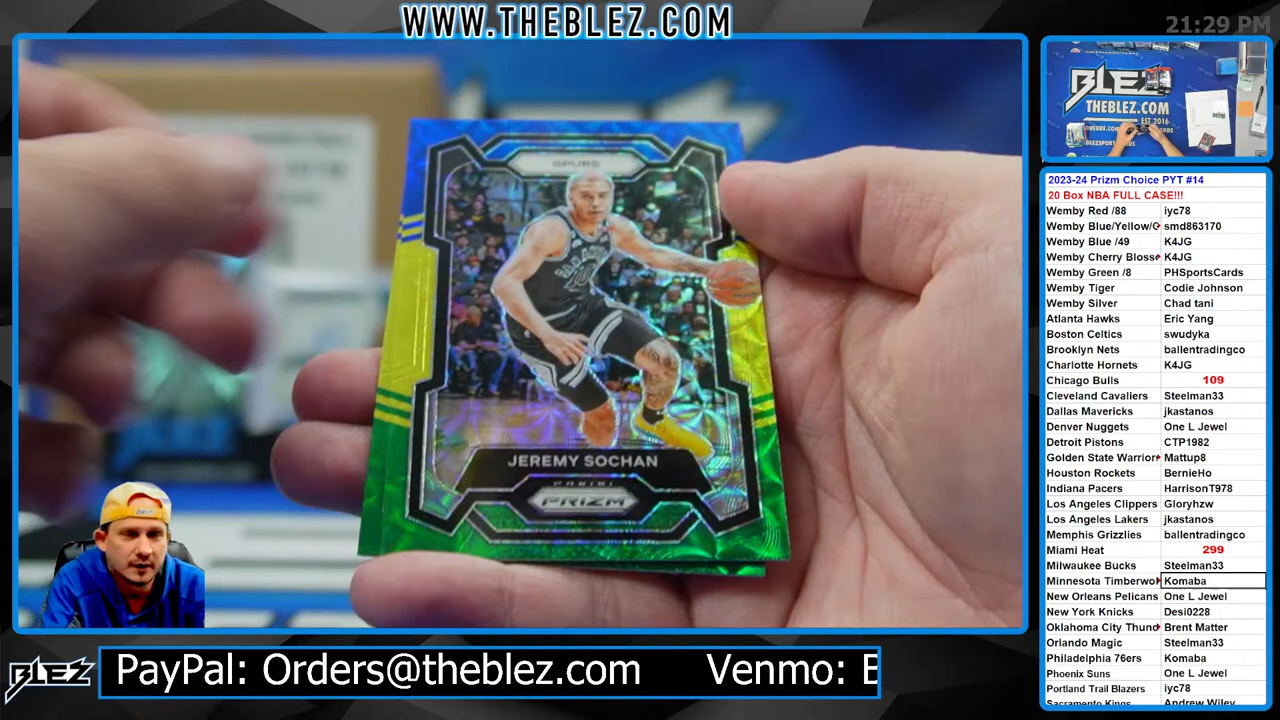 WWW.THEBLEZ.COM
21:29 PM
SPURS
JEREMY SOCHAN
PANINI
PRIZM
BLEZ
THEBLEZ.COM
EST 2016
2023-24 Prizm Choice PYT #14
20 Box NBA FULL CASE!!!
Wemby Red /88 iyc78
Wemby Blue/Yellow/G smd863170
Wemby Blue /49 K4JG
Wemby Cherry Blosso K4JG
Wemby Green /8 PHSportsCards
Wemby Tiger Codie Johnson
Wemby Silver Chad tani
Atlanta Hawks Eric Yang
Boston Celtics swudyka
Brooklyn Nets ballentradingco
Charlotte Hornets K4JG
Chicago Bulls 109
Cleveland Cavaliers Steelman33
Dallas Mavericks jkastanos
Denver Nuggets One L Jewel
Detroit Pistons CTP1982
Golden State Warrior Mattup8
Houston Rockets BernieHo
Indiana Pacers HarrisonT978
Los Angeles Clippers Gloryhzw
Los Angeles Lakers jkastanos
Memphis Grizzlies ballentradingco
Miami Heat 299
Milwaukee Bucks Steelman33
Minnesota Timberwo Komaba
New Orleans Pelicans One L Jewel
New York Knicks Desi0228
Oklahoma City Thund Brent Matter
Orlando Magic Steelman33
Philadelphia 76ers Komaba
Phoenix Suns One L Jewel
Portland Trail Blazers iyc78
Sacramento Kings Andrew Wiley
BLEZ
PayPal: Orders@theblez.com Venmo: